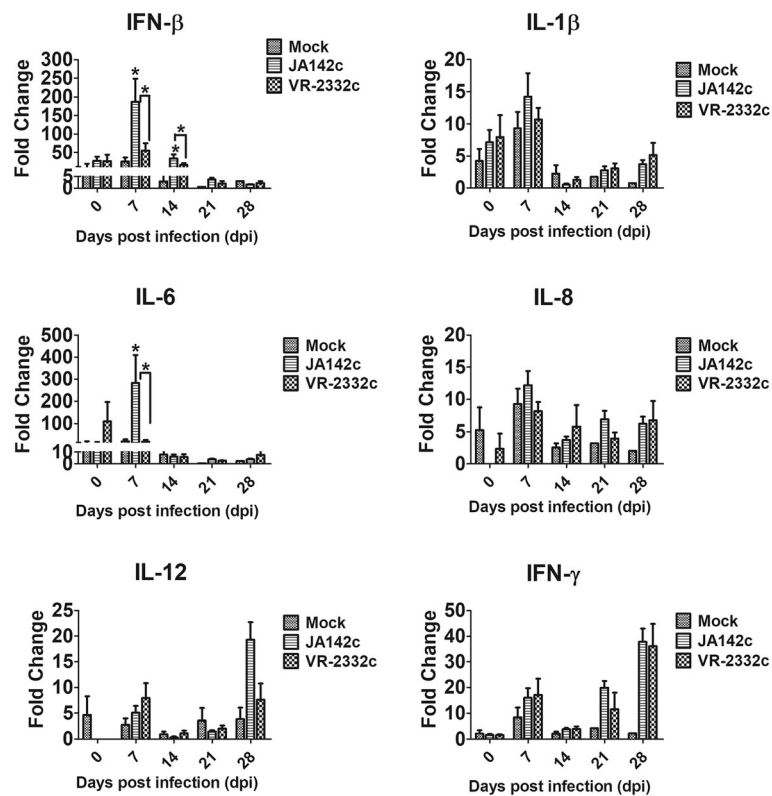 IFN-β
Fold Change
300
250
200
150
100
50
5
0
*
*
*
*
Mock
JA142c
VR-2332c
0
7
14
21
28
Days post infection (dpi)
IL-1β
Fold Change
20
15
10
5
0
Mock
JA142c
VR-2332c
0
7
14
21
28
Days post infection (dpi)
IL-6
Fold Change
500
400
300
200
100
10
0
*
*
Mock
JA142c
VR-2332c
0
7
14
21
28
Days post infection (dpi)
IL-8
Fold Change
20
15
10
5
0
Mock
JA142c
VR-2332c
0
7
14
21
28
Days post infection (dpi)
IL-12
Fold Change
25
20
15
10
5
0
Mock
JA142c
VR-2332c
0
7
14
21
28
Days post infection (dpi)
IFN-γ
Fold Change
50
40
30
20
10
0
Mock
JA142c
VR-2332c
0
7
14
21
28
Days post infection (dpi)